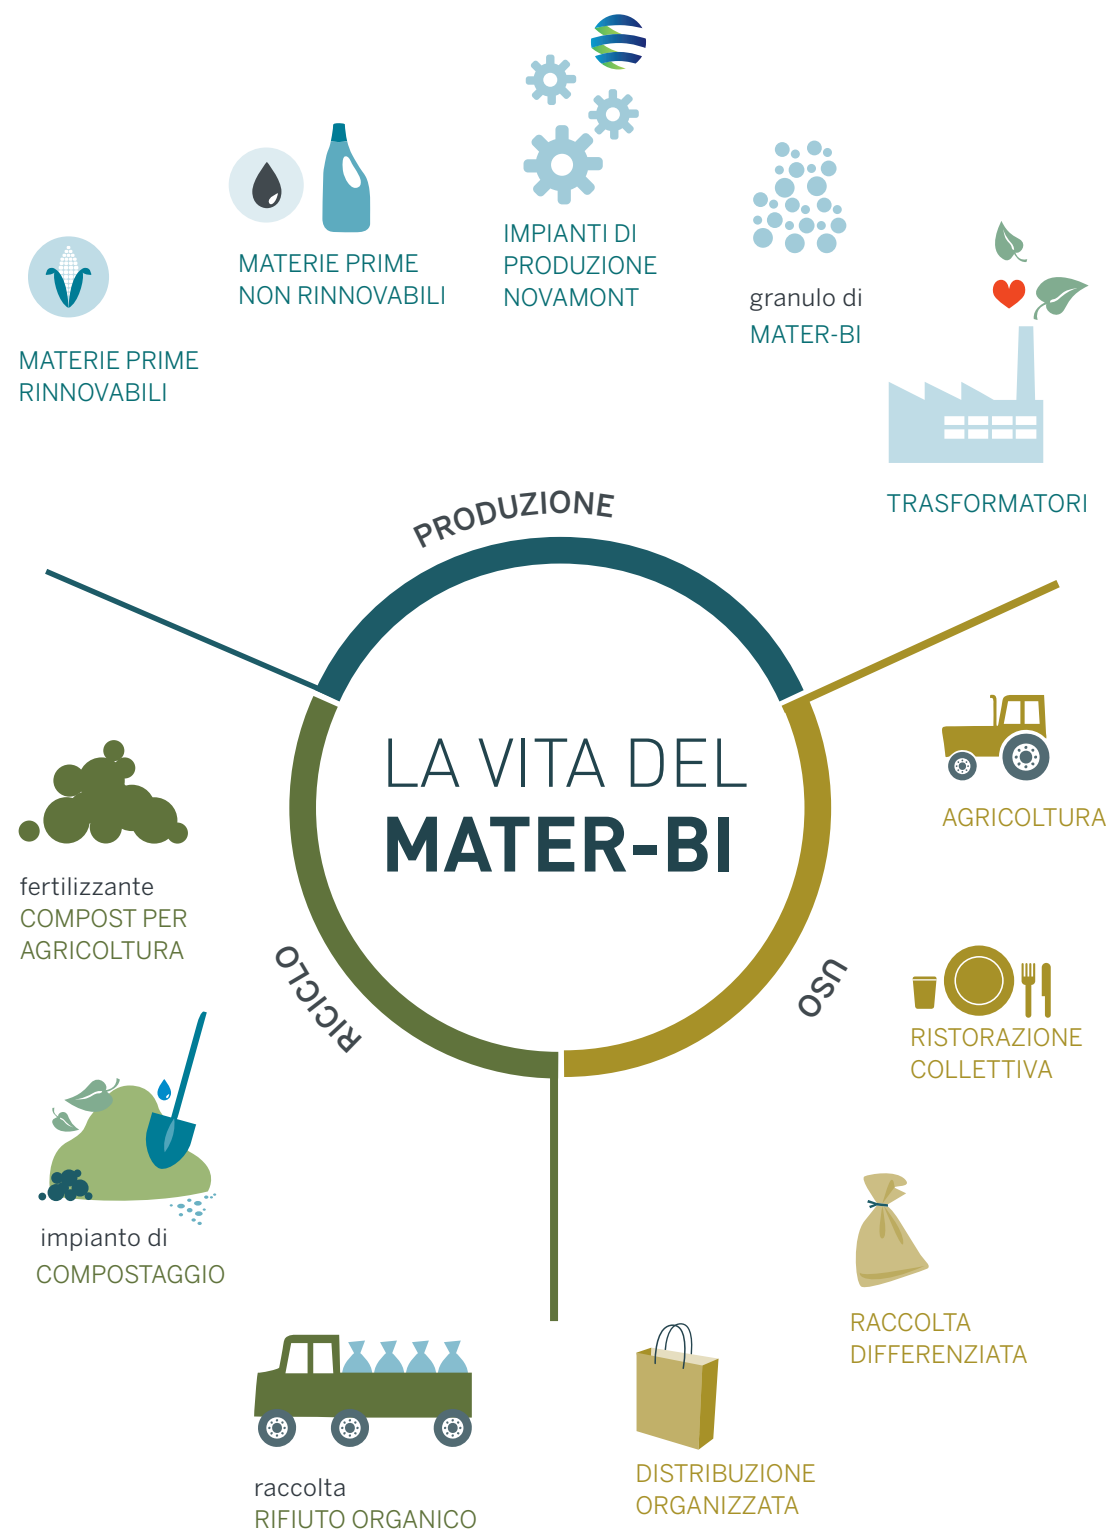 MATERIE PRIME
RINNOVABILI
MATERIE PRIME
NON RINNOVABILI
IMPIANTI DI
PRODUZIONE
NOVAMONT
granulo di
MATER-BI
TRASFORMATORI
PRODUZIONE
LA VITA DEL
MATER-BI
USO
RICICLO
AGRICOLTURA
RISTORAZIONE
COLLETTIVA
RACCOLTA
DIFFERENZIATA
DISTRIBUZIONE
ORGANIZZATA
raccolta
RIFIUTO ORGANICO
impianto di
COMPOSTAGGIO
fertilizzante
COMPOST PER
AGRICOLTURA